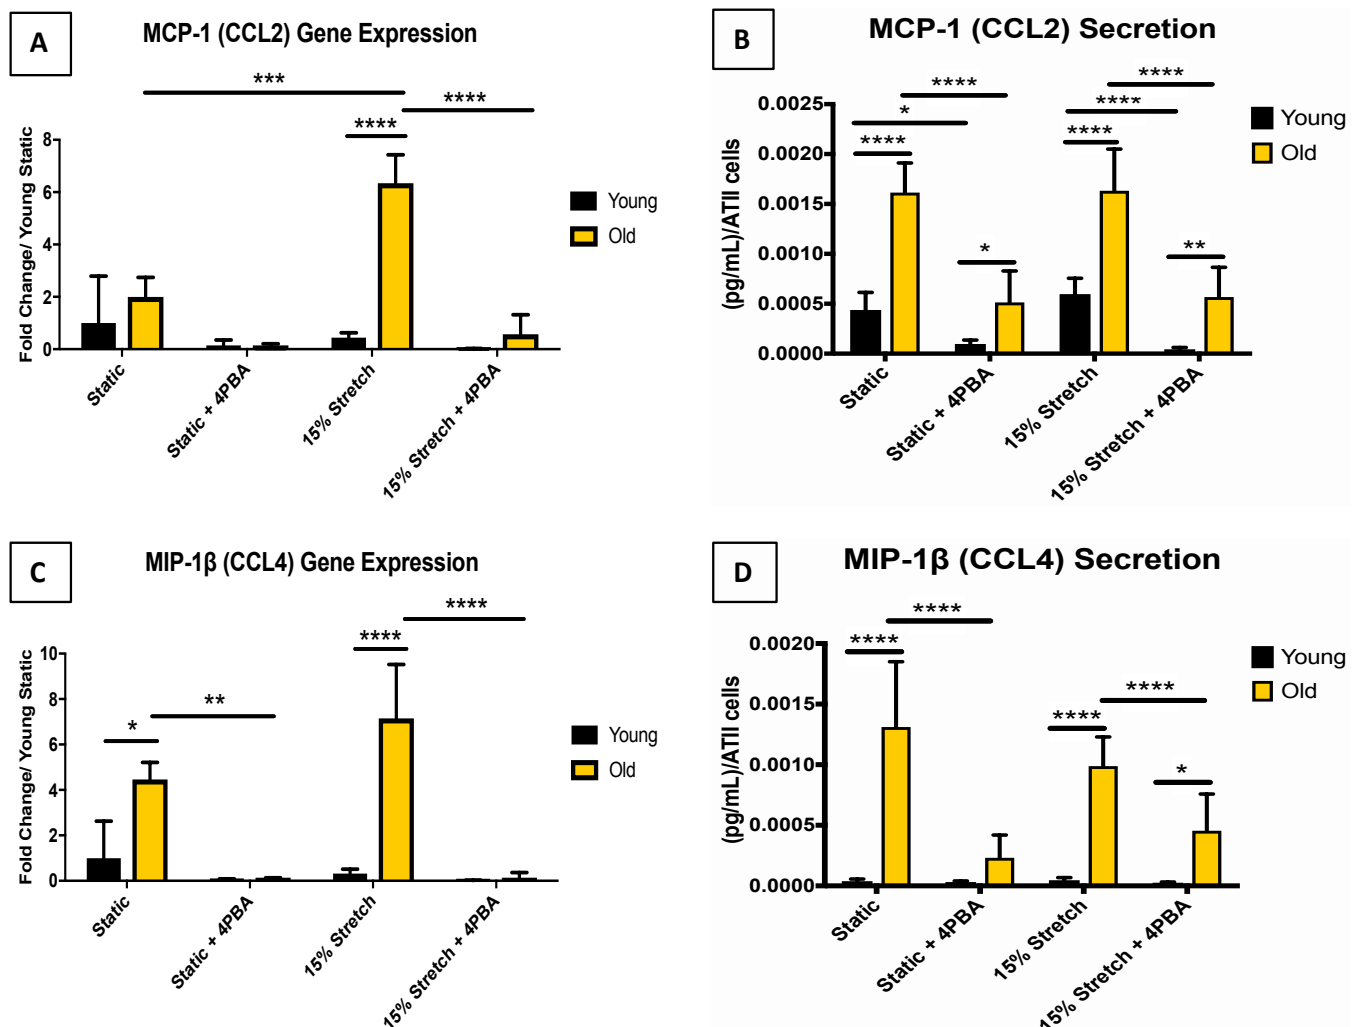 A
MCP-1 (CCL2) Gene Expression
***
****
****
Fold Change/ Young Static
8
6
4
2
0
Static
Static + 4PBA
15% Stretch
15% Stretch + 4PBA
Young
Old
B
MCP-1 (CCL2) Secretion
****
****
*
****
****
****
*
**
(pg/mL)/ATII cells
0.0025
0.0020
0.0015
0.0010
0.0005
0.0000
Static
Static + 4PBA
15% Stretch
15% Stretch + 4PBA
Young
Old
C
MIP-1β (CCL4) Gene Expression
****
****
**
*
Fold Change/ Young Static
10
8
6
4
2
0
Static
Static + 4PBA
15% Stretch
15% Stretch + 4PBA
Young
Old
D
MIP-1β (CCL4) Secretion
****
****
****
****
*
(pg/mL)/ATII cells
0.0020
0.0015
0.0010
0.0005
0.0000
Static
Static + 4PBA
15% Stretch
15% Stretch + 4PBA
Young
Old